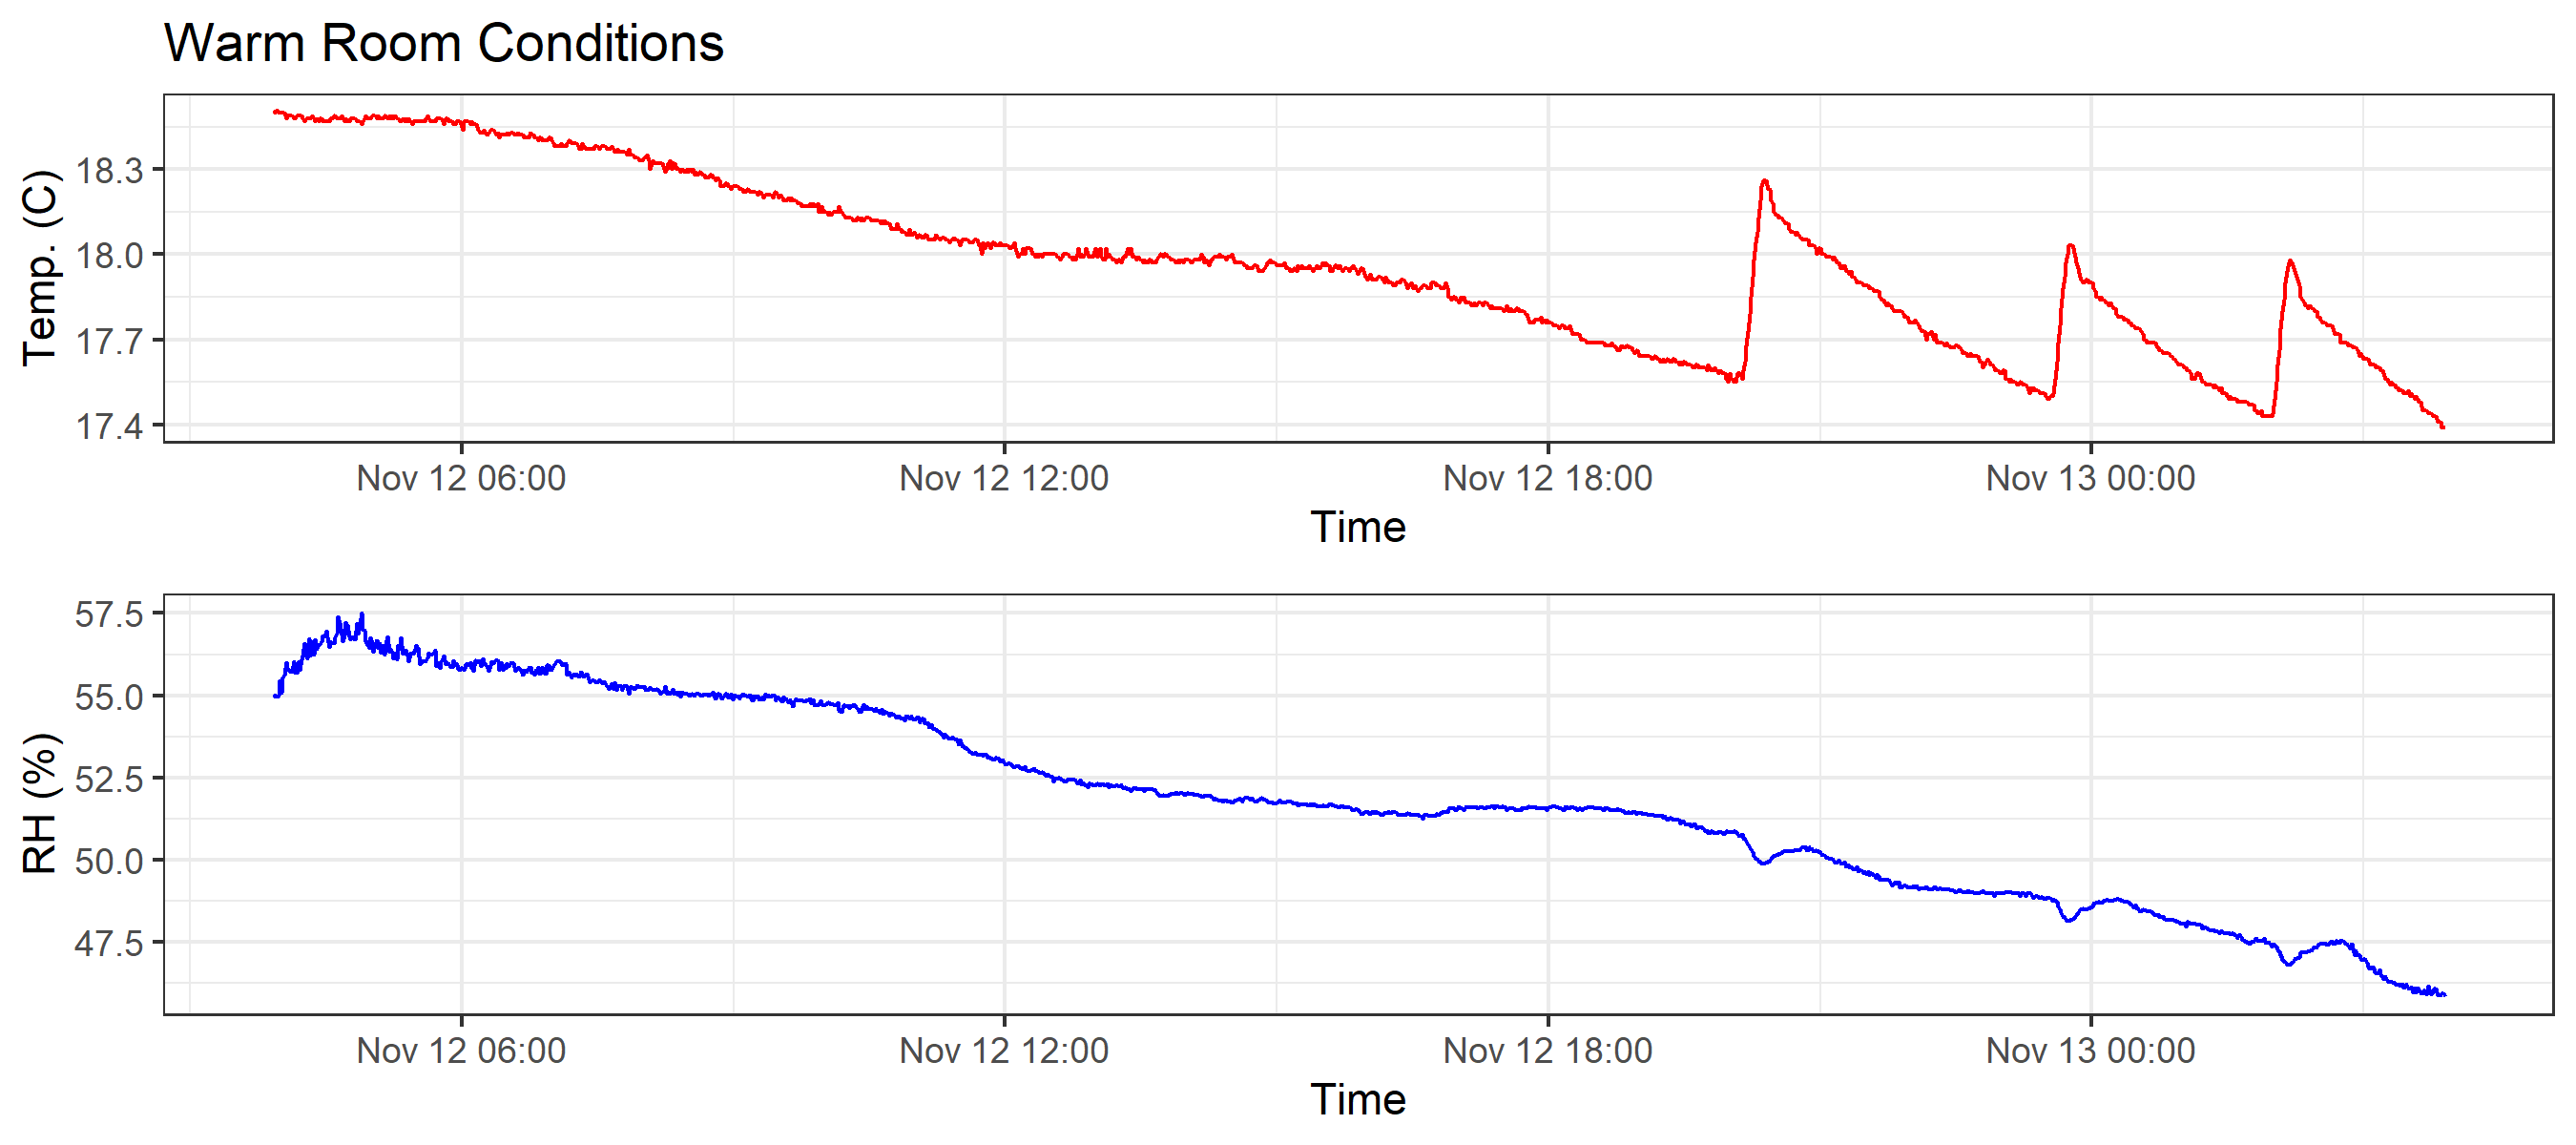 Warm Room Conditions
Temp. (C)
18.3
18.0
17.7
17.4
Nov 12 06:00 Nov 12 12:00 Nov 12 18:00 Nov 13 00:00
Time
RH (%)
57.5
55.0
52.5
50.0
47.5
Nov 12 06:00 Nov 12 12:00 Nov 12 18:00 Nov 13 00:00
Time